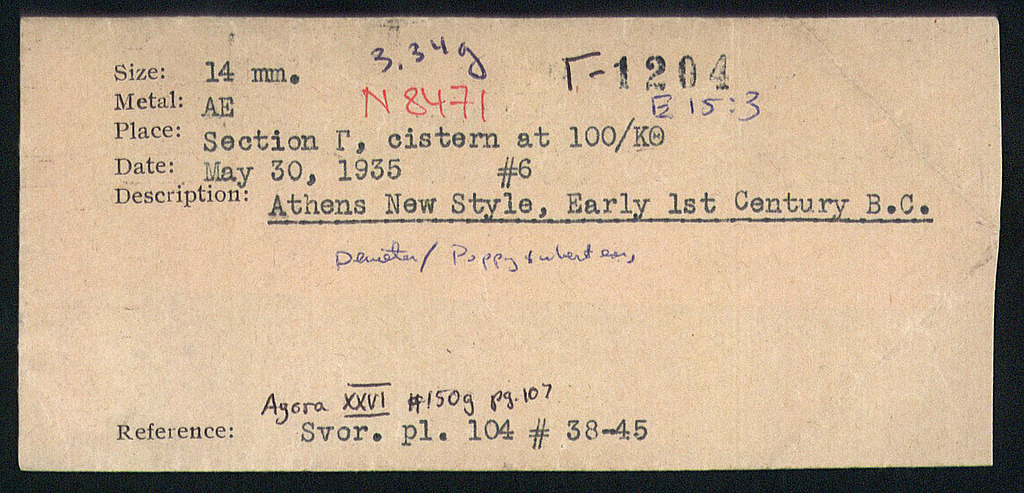 3.34g
Size: 14 mm. Γ-1204
Metal: AE N 8471 E 15:3
Place: Section Γ, cistern at 100/ΚΘ
Date: May 30, 1935 #6
Description: Athens New Style, Early 1st Century B.C.
Demeter/ Poppy & wheat ears
Agora XXVI #150g pg.107
Reference: Svor. pl. 104 # 38-45